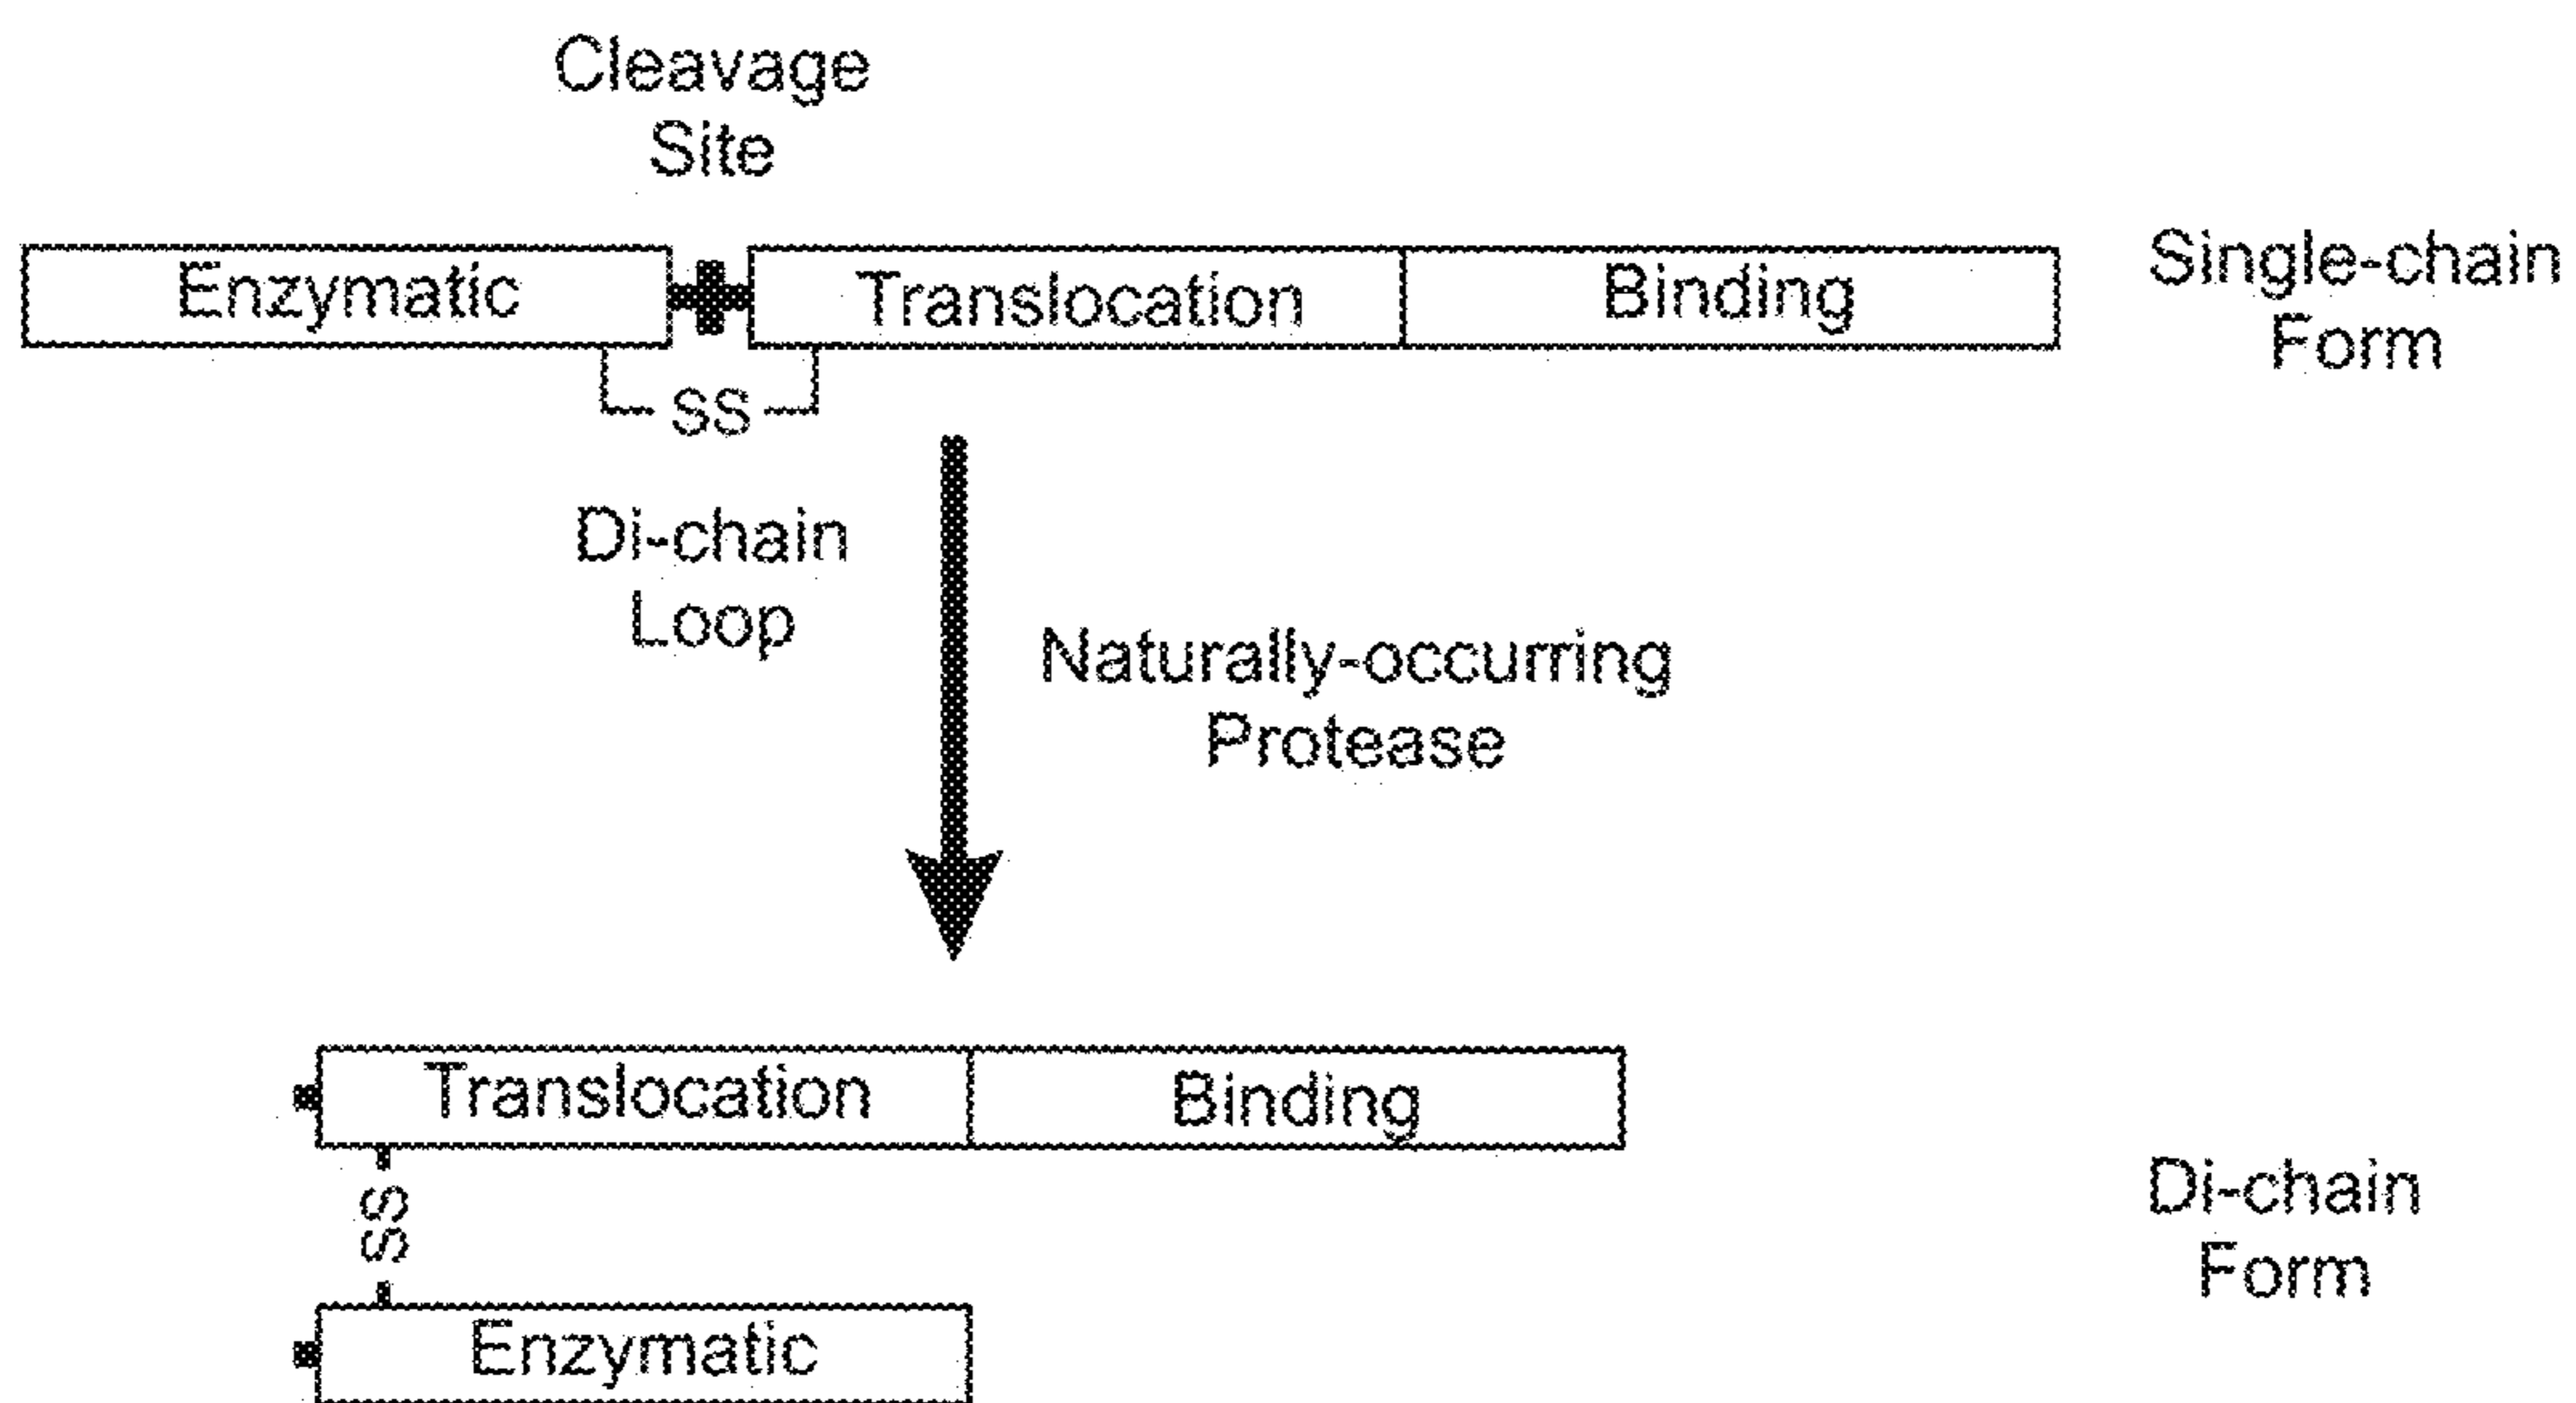 Cleavage
Site
Enzymatic
Translocation
Binding
Single-chain
Form
SS
Di-chain
Loop
Naturally-occurring
Protease
Translocation
Binding
SS
Di-chain
Form
Enzymatic